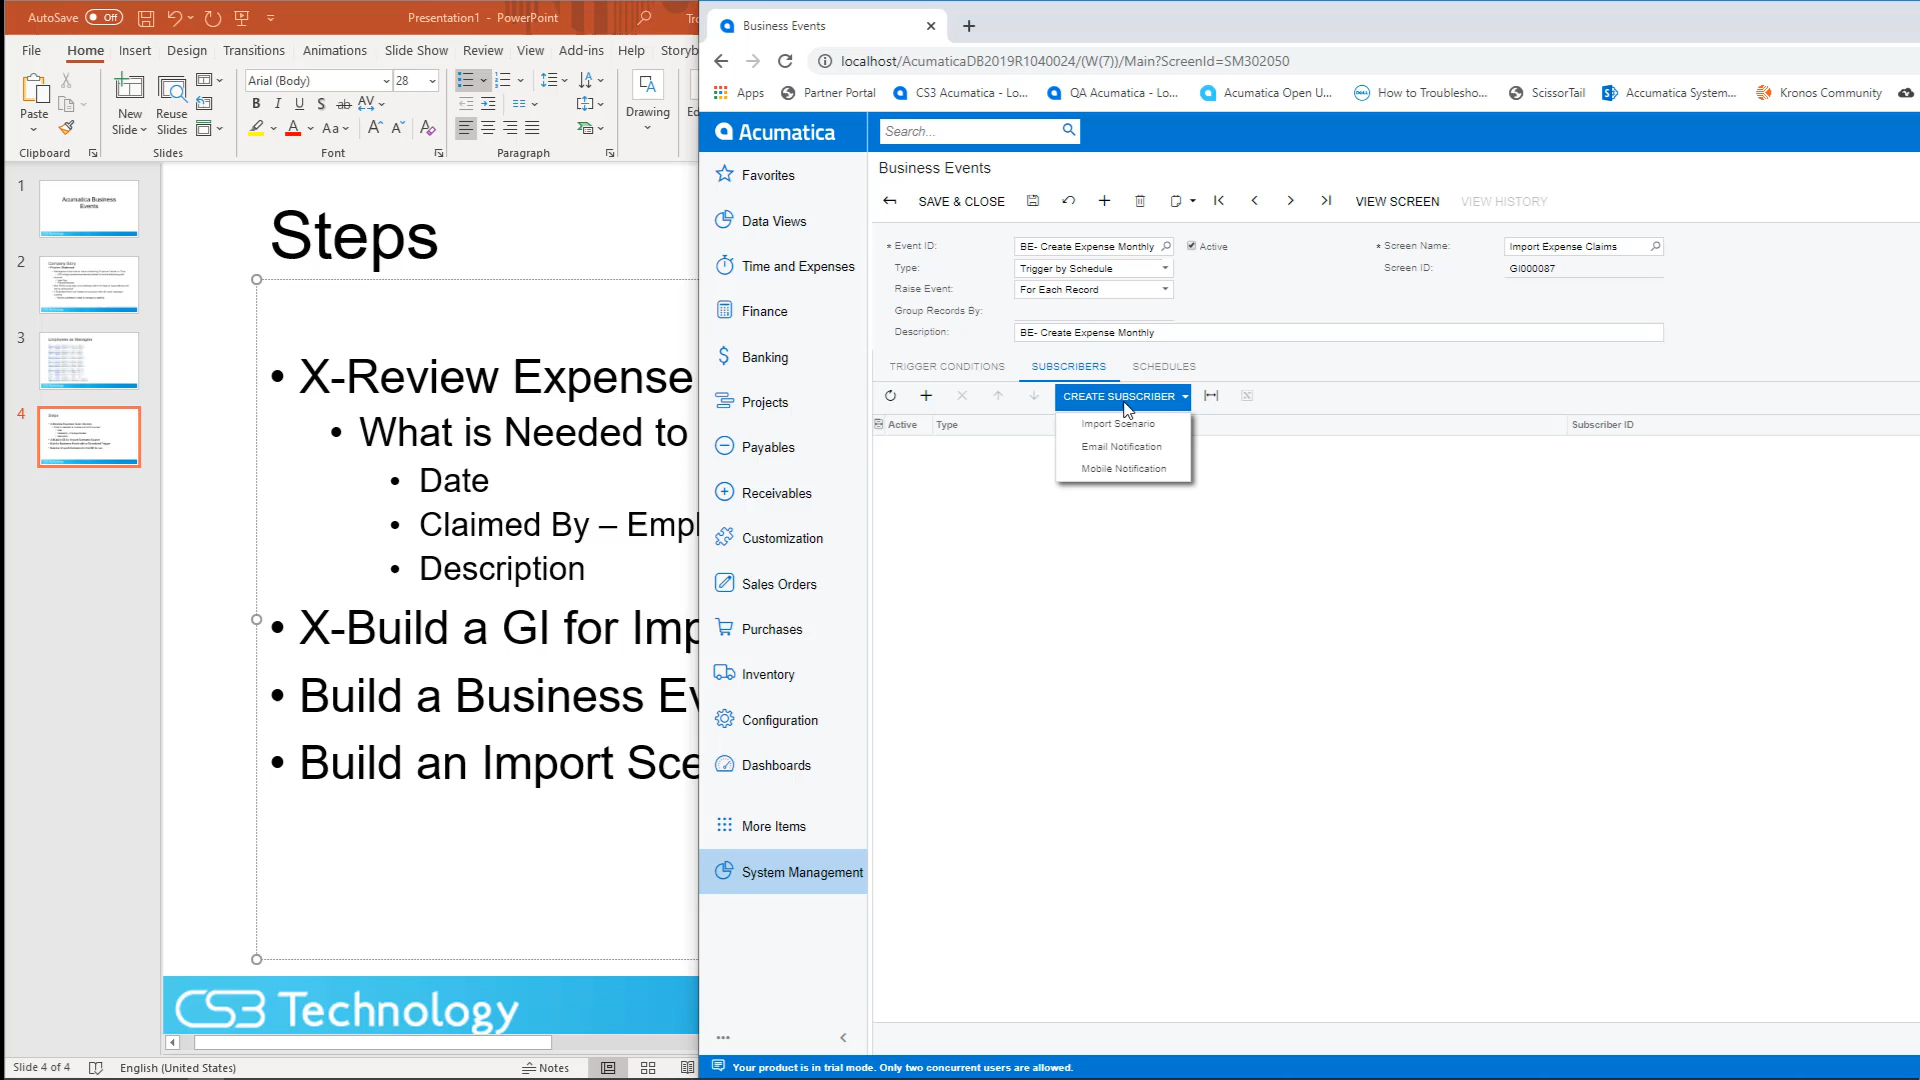 AutoSave Off
Presentation1 - PowerPoint
File Home Insert Design Transitions Animations Slide Show Review View Add-ins Help Storyb
Paste
New
Slide
Reuse
Slides
Arial (Body) 28
Drawing
Clipboard Slides Font Paragraph
1
Acumatica Business
Events
2
3
4
Steps
Steps
• X-Review Expense
• What is Needed to
• Date
• Claimed By – Empl
• Description
• X-Build a GI for Imp
• Build a Business Ev
• Build an Import Sce
CS3 Technology
Slide 4 of 4
English (United States)
Notes
Business Events
localhost/AcumaticaDB2019R1040024/(W(7))/Main?ScreenId=SM302050
Apps
Partner Portal
CS3 Acumatica - Lo...
QA Acumatica - Lo...
Acumatica Open U...
How to Troublesho...
ScissorTail
Accumatica System...
Kronos Community
Acumatica
Search...
Favorites
Data Views
Time and Expenses
Finance
Banking
Projects
Payables
Receivables
Customization
Sales Orders
Purchases
Inventory
Configuration
Dashboards
More Items
System Management
Business Events
SAVE & CLOSE
VIEW SCREEN
VIEW HISTORY
* Event ID: BE- Create Expense Monthly
Active
* Screen Name: Import Expense Claims
Type: Trigger by Schedule
Screen ID: GI000087
Raise Event: For Each Record
Group Records By:
Description: BE- Create Expense Monthly
TRIGGER CONDITIONS SUBSCRIBERS SCHEDULES
CREATE SUBSCRIBER
Active Type Subscriber ID
Import Scenario
Email Notification
Mobile Notification
Your product is in trial mode. Only two concurrent users are allowed.